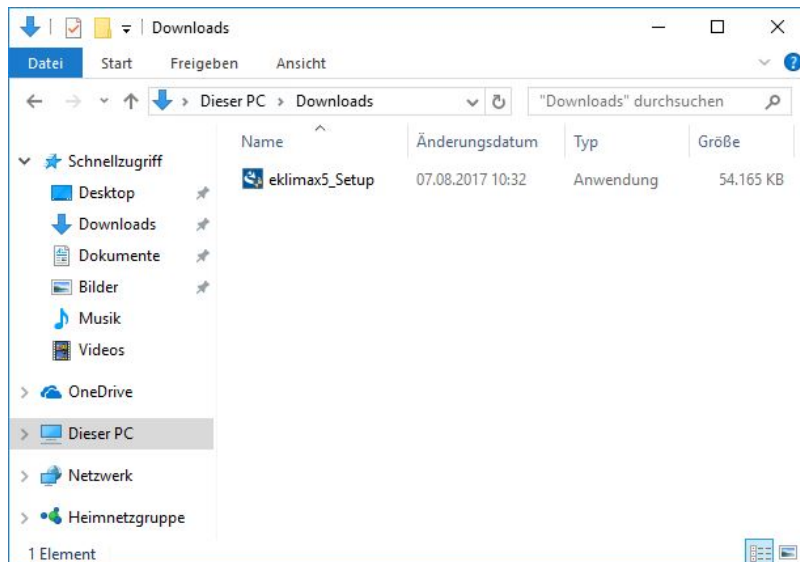 Downloads
Datei Start Freigeben Ansicht
Dieser PC Downloads "Downloads" durchsuchen
Name Änderungsdatum Typ Größe
eklimax5_Setup 07.08.2017 10:32 Anwendung 54.165 KB
Schnellzugriff
Desktop
Downloads
Dokumente
Bilder
Musik
Videos
OneDrive
Dieser PC
Netzwerk
Heimnetzgruppe
1 Element